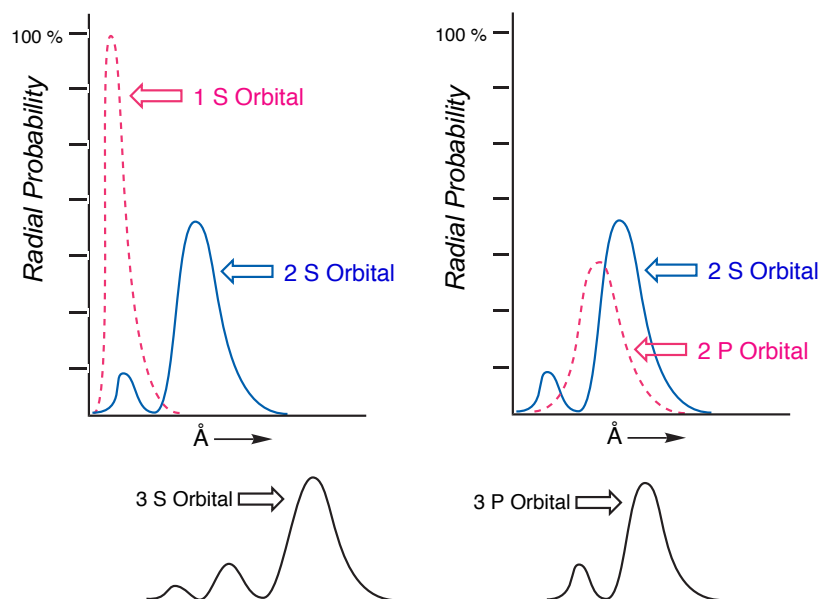 100 %
Radial Probability
1 S Orbital
2 S Orbital
Å
100 %
Radial Probability
2 S Orbital
2 P Orbital
Å
3 S Orbital
3 P Orbital